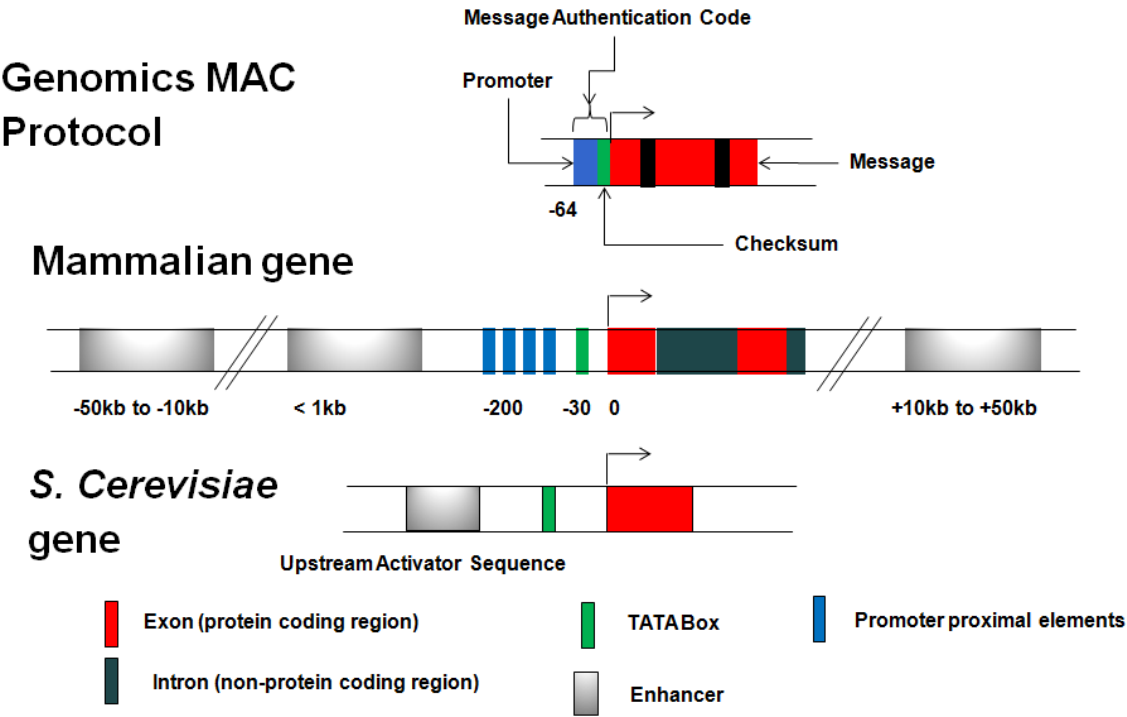 Message Authentication Code
Genomics MAC
Protocol
Promoter
Message
-64
Checksum
Mammalian gene
-50kb to -10kb
< 1kb
-200
-30
0
+10kb to +50kb
S. Cerevisiae
gene
Upstream Activator Sequence
Exon (protein coding region)
TATA Box
Promoter proximal elements
Intron (non-protein coding region)
Enhancer